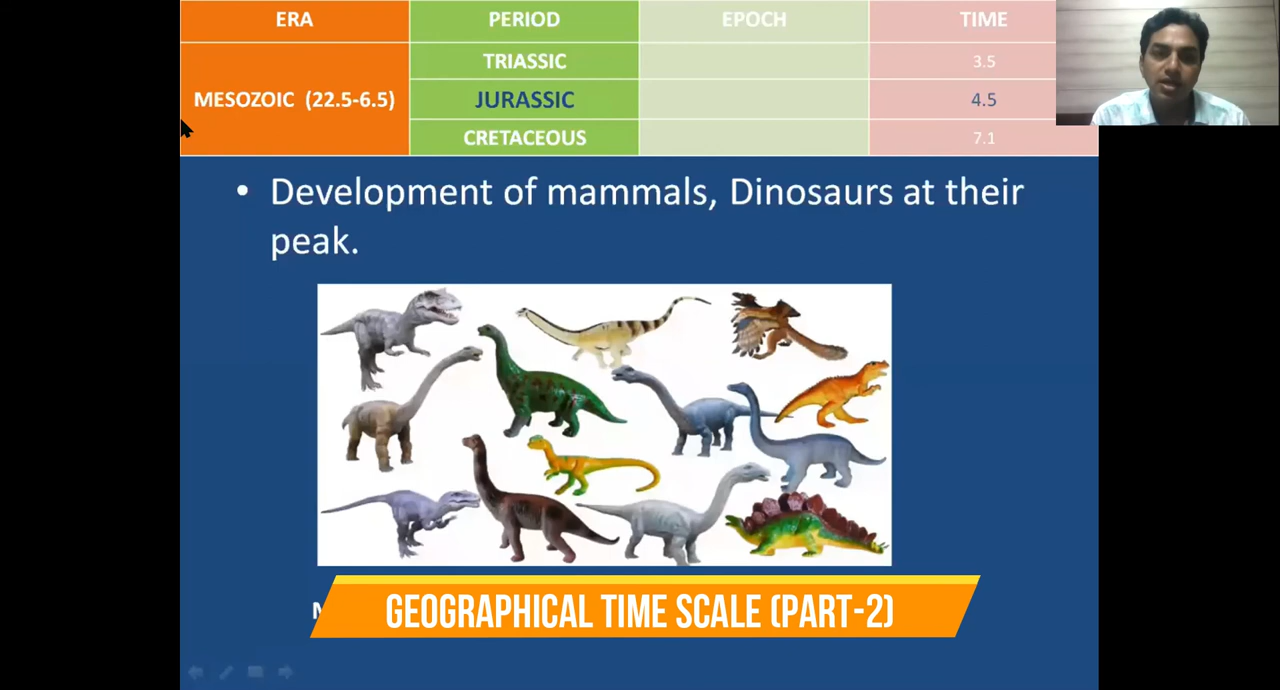 ERA PERIOD EPOCH TIME
TRIASSIC 3.5
MESOZOIC (22.5-6.5) JURASSIC 4.5
CRETACEOUS 7.1
• Development of mammals, Dinosaurs at their
peak.
GEOGRAPHICAL TIME SCALE (PART-2)